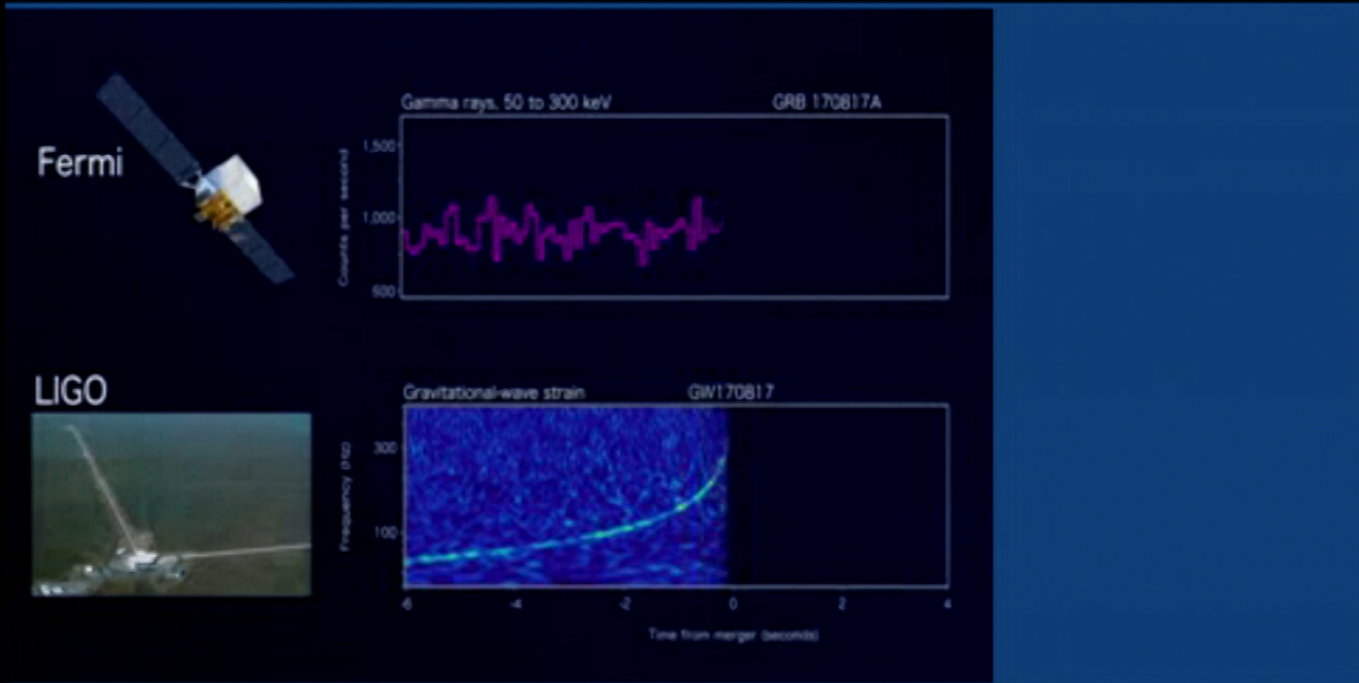 Fermi
Gamma rays, 50 to 300 keV GRB 170817A
Counts per second
1,500
1,000
500
LIGO
Gravitational-wave strain GW170817
Frequency (Hz)
300
100
-6 -4 -2 0 2 4
Time from merger (seconds)